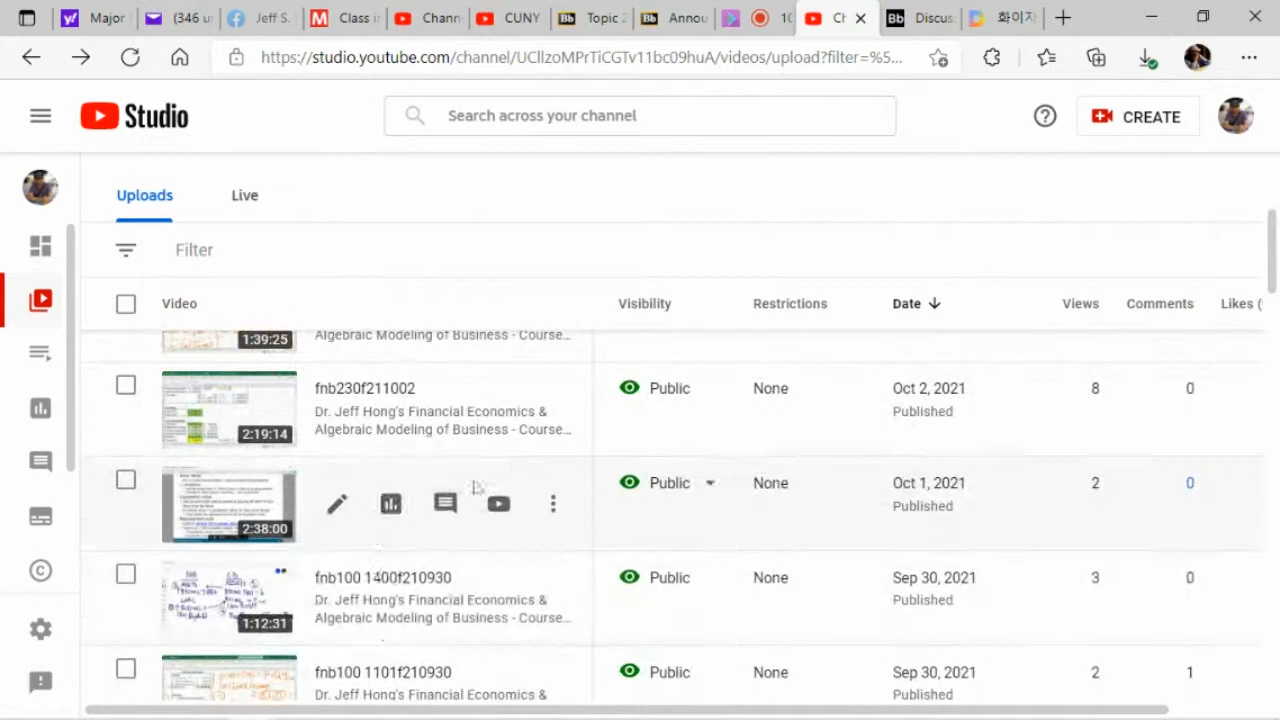 Major
(346 un
Jeff S.
Class in
Chann
CUNY
Bb Topic 2
Bb Annou
10
Ch
Bb Discus
화이지
https://studio.youtube.com/channel/UCllzoMPrTiCGTv11bc09huA/videos/upload?filter=%5...
Studio
Search across your channel
CREATE
Uploads
Live
Filter
Video
Visibility
Restrictions
Date
Views
Comments
Likes (
1:39:25
Algebraic Modeling of Business - Course...
fnb230f211002
Dr. Jeff Hong's Financial Economics &
Algebraic Modeling of Business - Course...
2:19:14
Public
None
Oct 2, 2021
Published
8
0
2:38:00
Public
None
Oct 1, 2021
Published
2
0
fnb100 1400f210930
Dr. Jeff Hong's Financial Economics &
Algebraic Modeling of Business - Course...
1:12:31
Public
None
Sep 30, 2021
Published
3
0
fnb100 1101f210930
Dr. Jeff Hong's Financial Economics &
Public
None
Sep 30, 2021
Published
2
1